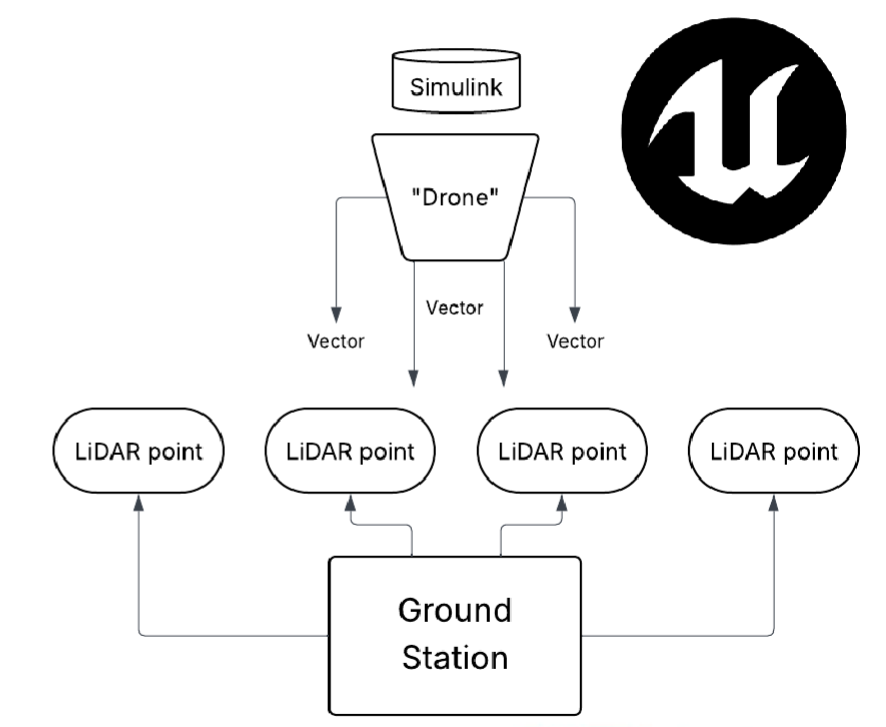 Simulink
"Drone"
Vector
Vector
Vector
LiDAR point
LiDAR point
LiDAR point
LiDAR point
Ground
Station